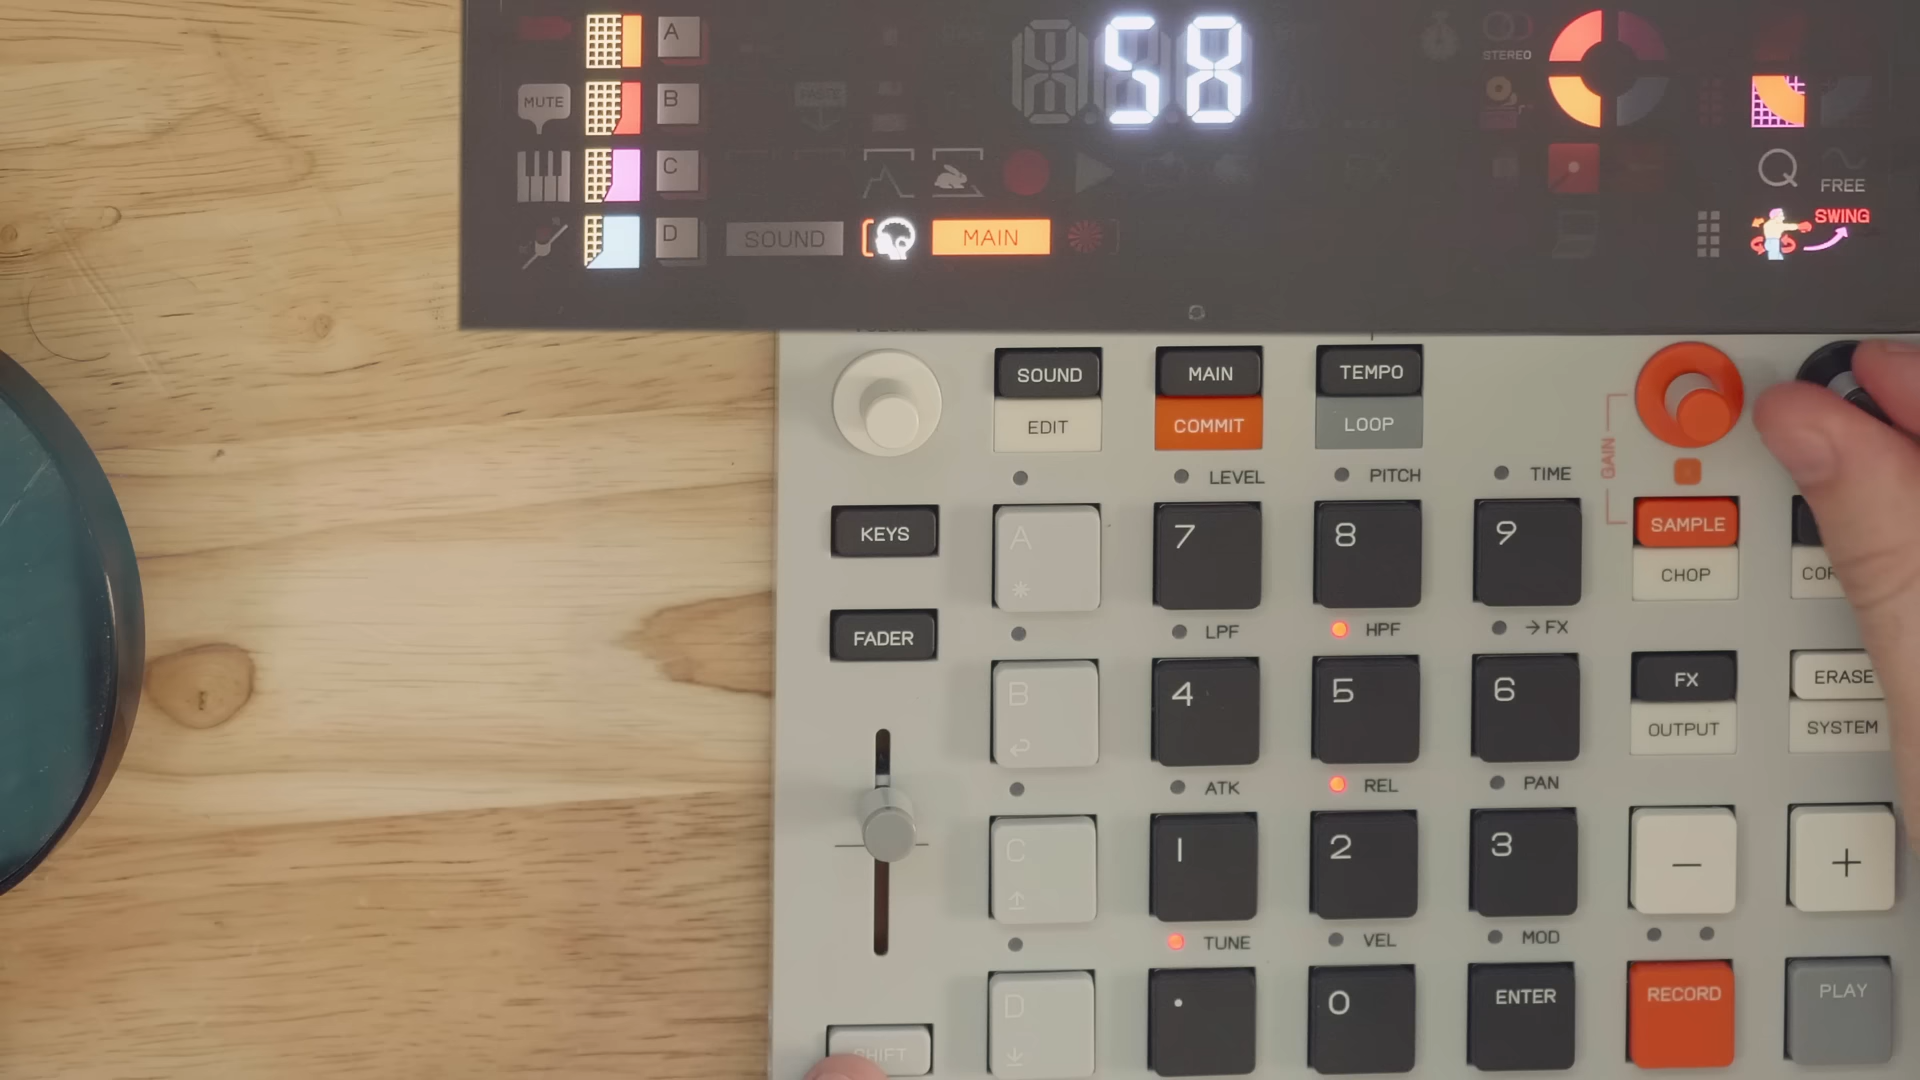 A
58
STEREO
MUTE
B
C
Q
FREE
D
SOUND
MAIN
SWING
SOUND
MAIN
TEMPO
EDIT
COMMIT
LOOP
LEVEL
PITCH
TIME
GAIN
KEYS
A
7
8
9
SAMPLE
CHOP
LPF
HPF
→FX
FADER
B
4
5
6
FX
ERASE
OUTPUT
SYSTEM
ATK
REL
PAN
C
1
2
3
−
+
TUNE
VEL
MOD
D
.
0
ENTER
RECORD
PLAY
SHIFT